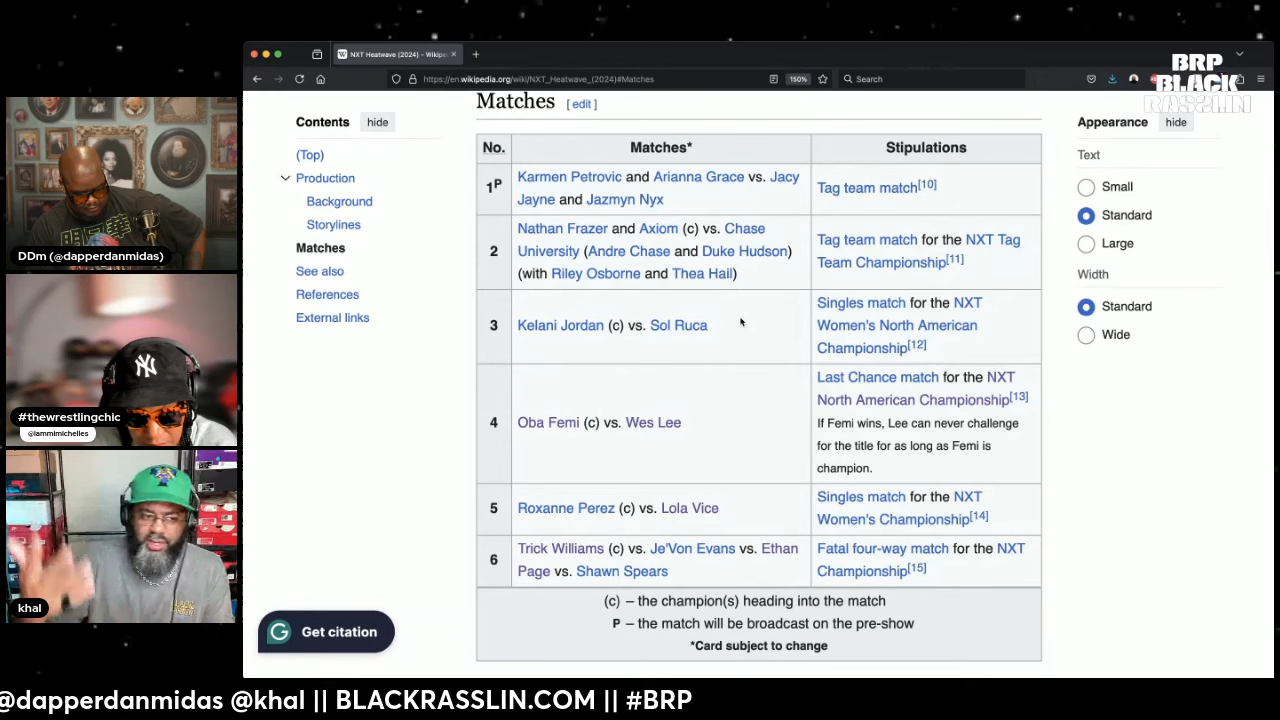 NXT Heatwave (2024) - Wikipe
https://en.wikipedia.org/wiki/NXT_Heatwave_(2024)#Matches
150%
Search
BRP
BLACK
RASSLIN
DDm (@dapperdanmidas)
#thewrestlingchic
@iammimichelles
khal
Contents
hide
(Top)
Production
Background
Storylines
Matches
See also
References
External links
Get citation
Matches [ edit ]
No. Matches* Stipulations
1P
Karmen Petrovic and Arianna Grace vs. Jacy
Jayne and Jazmyn Nyx
Tag team match[10]
2
Nathan Frazer and Axiom (c) vs. Chase
University (Andre Chase and Duke Hudson)
(with Riley Osborne and Thea Hail)
Tag team match for the NXT Tag
Team Championship[11]
3
Kelani Jordan (c) vs. Sol Ruca
Singles match for the NXT
Women's North American
Championship[12]
4
Oba Femi (c) vs. Wes Lee
Last Chance match for the NXT
North American Championship[13]
If Femi wins, Lee can never challenge
for the title for as long as Femi is
champion.
5
Roxanne Perez (c) vs. Lola Vice
Singles match for the NXT
Women's Championship[14]
6
Trick Williams (c) vs. Je'Von Evans vs. Ethan
Page vs. Shawn Spears
Fatal four-way match for the NXT
Championship[15]
(c) – the champion(s) heading into the match
P – the match will be broadcast on the pre-show
*Card subject to change
Appearance
hide
Text
Small
Standard
Large
Width
Standard
Wide
@dapperdanmidas @khal || BLACKRASSLIN.COM || #BRP